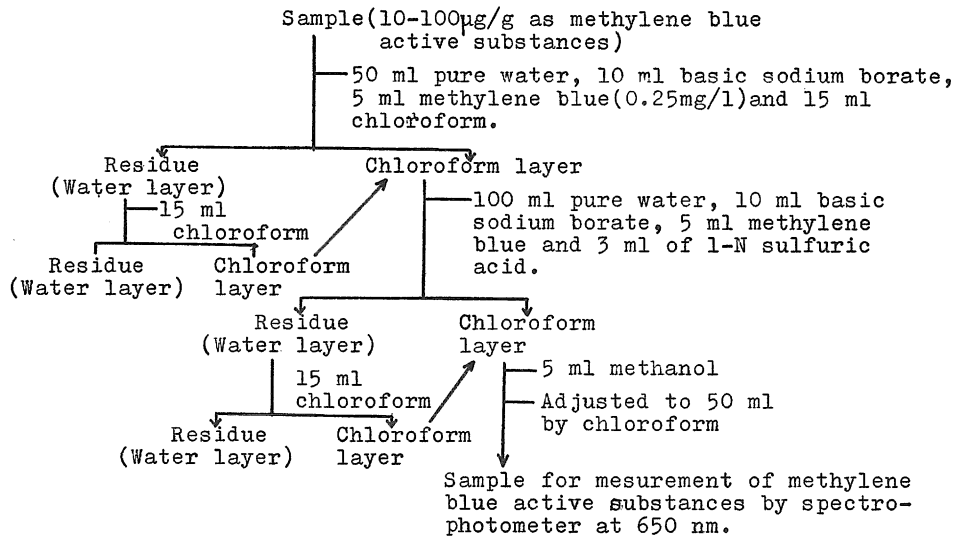 Sample(10-100µg/g as methylene blue
active substances)
50 ml pure water, 10 ml basic sodium borate,
5 ml methylene blue(0.25mg/l)and 15 ml
chloroform.
Residue
(Water layer)
Chloroform layer
15 ml
chloroform
Residue
(Water layer)
Chloroform
layer
100 ml pure water, 10 ml basic
sodium borate, 5 ml methylene
blue and 3 ml of 1-N sulfuric
acid.
Residue
(Water layer)
Chloroform
layer
15 ml
chloroform
Residue
(Water layer)
Chloroform
layer
5 ml methanol
Adjusted to 50 ml
by chloroform
Sample for mesurement of methylene
blue active substances by spectro-
photometer at 650 nm.